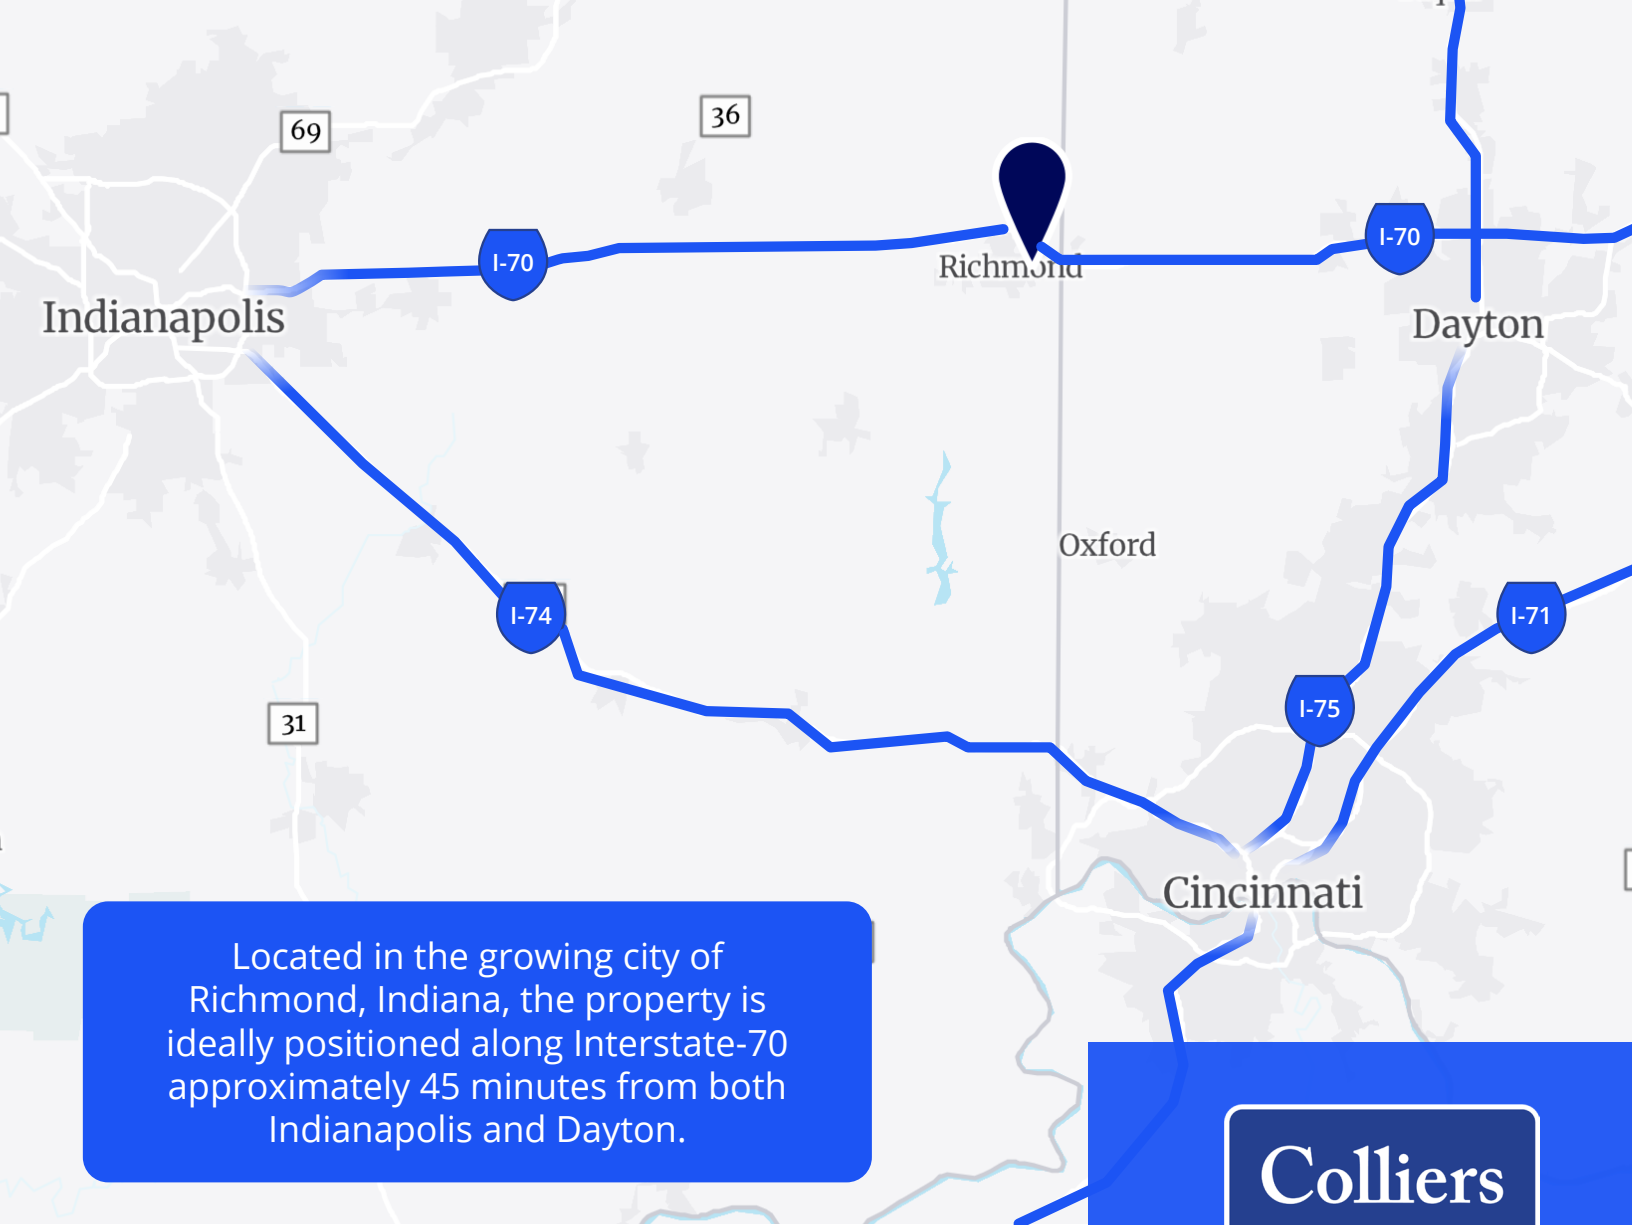 36
69
I-70
I-70
Richmond
Indianapolis
Dayton
Oxford
I-74
I-71
I-75
31
Cincinnati
Located in the growing city of
Richmond, Indiana, the property is
ideally positioned along Interstate-70
approximately 45 minutes from both
Indianapolis and Dayton.
Colliers